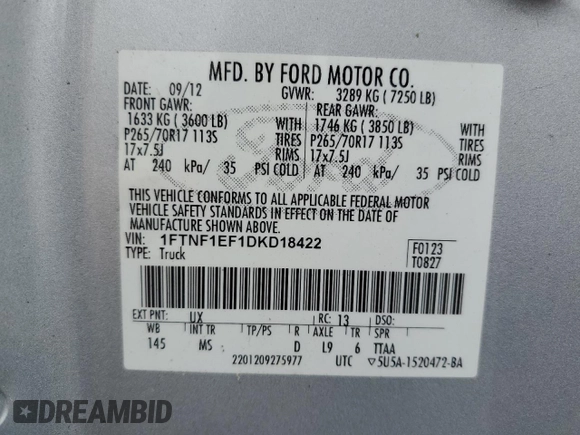 MFD. BY FORD MOTOR CO.
DATE: 09/12 GVWR: 3289 KG ( 7250 LB)
FRONT GAWR: REAR GAWR:
1633 KG ( 3600 LB) WITH 1746 KG ( 3850 LB) WITH
P265/70R17 113S TIRES P265/70R17 113S TIRES
17x7.5J RIMS 17x7.5J RIMS
AT 240 kPa/ 35 PSI COLD AT 240 kPa/ 35 PSI COLD
THIS VEHICLE CONFORMS TO ALL APPLICABLE FEDERAL MOTOR
VEHICLE SAFETY STANDARDS IN EFFECT ON THE DATE OF
MANUFACTURE SHOWN ABOVE.
VIN: 1FTNF1EF1DKD18422 F0123
TYPE: Truck T0827
EXT PNT: UX RC: 13 DSO:
WB INT TR TP/PS R AXLE TR SPR
145 MS D L9 6 TTAA
2201209275977 UTC ▽5U5A-1520472-BA
Ford
DREAMBID